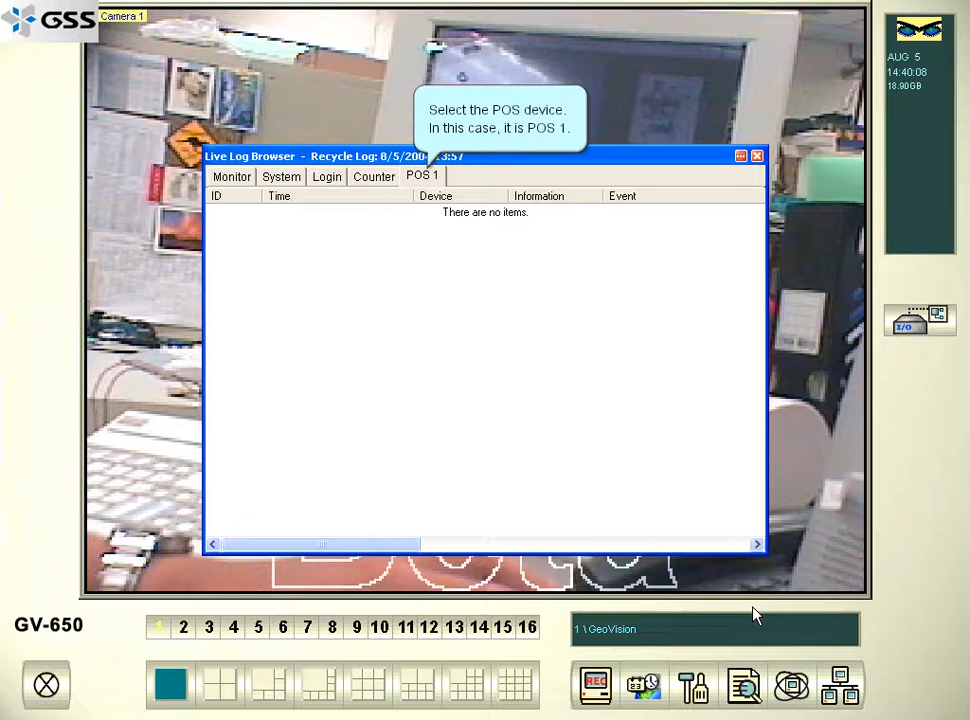 GSS
Camera 1
AUG 5
14:40:08
18.90GB
Select the POS device.
In this case, it is POS 1.
Live Log Browser - Recycle Log: 8/5/200 3:57
Monitor System Login Counter POS 1
ID Time Device Information Event
There are no items.
I/O
GV-650
1 2 3 4 5 6 7 8 9 10 11 12 13 14 15 16
1 \ GeoVision
REC
23